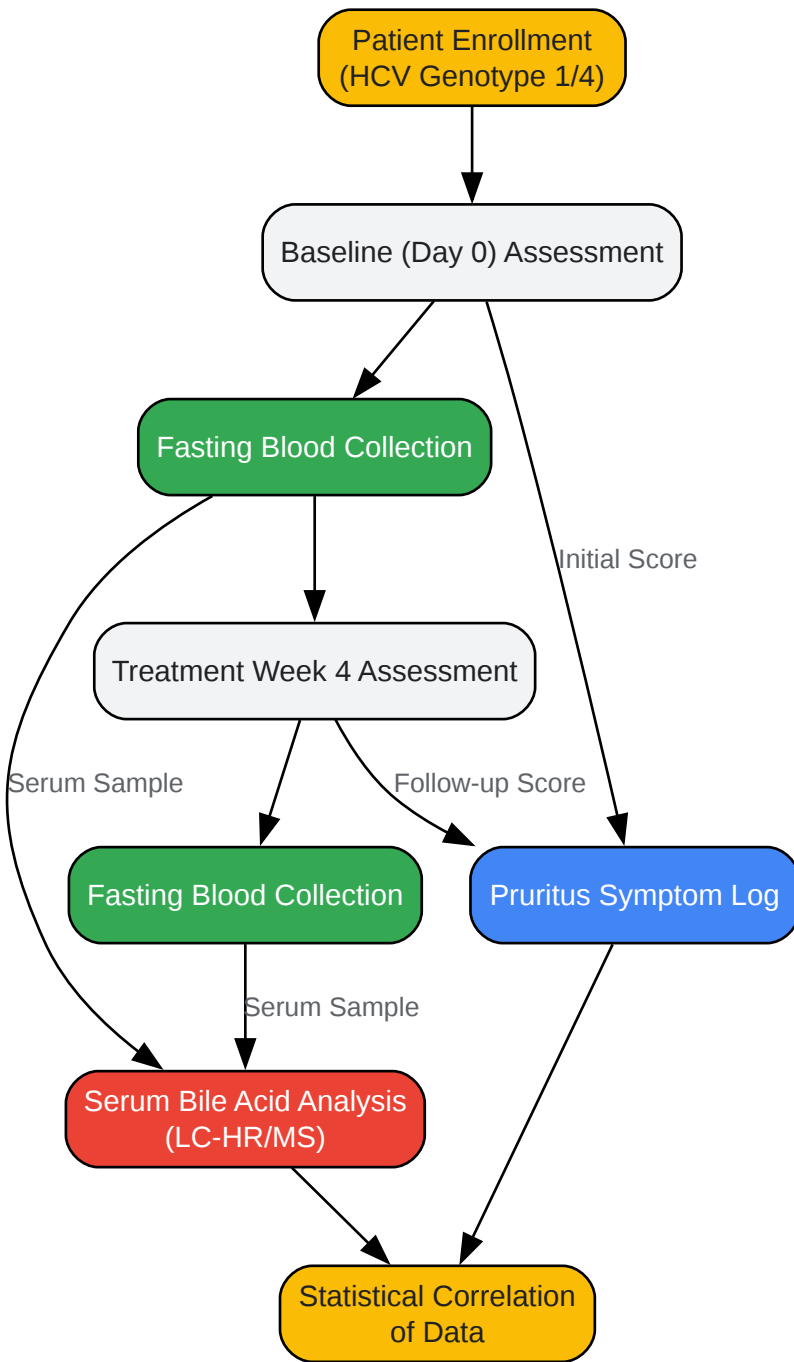 Patient Enrollment
(HCV Genotype 1/4)
Baseline (Day 0) Assessment
Fasting Blood Collection
Initial Score
Treatment Week 4 Assessment
Serum Sample
Follow-up Score
Fasting Blood Collection
Pruritus Symptom Log
Serum Sample
Serum Bile Acid Analysis
(LC-HR/MS)
Statistical Correlation
of Data